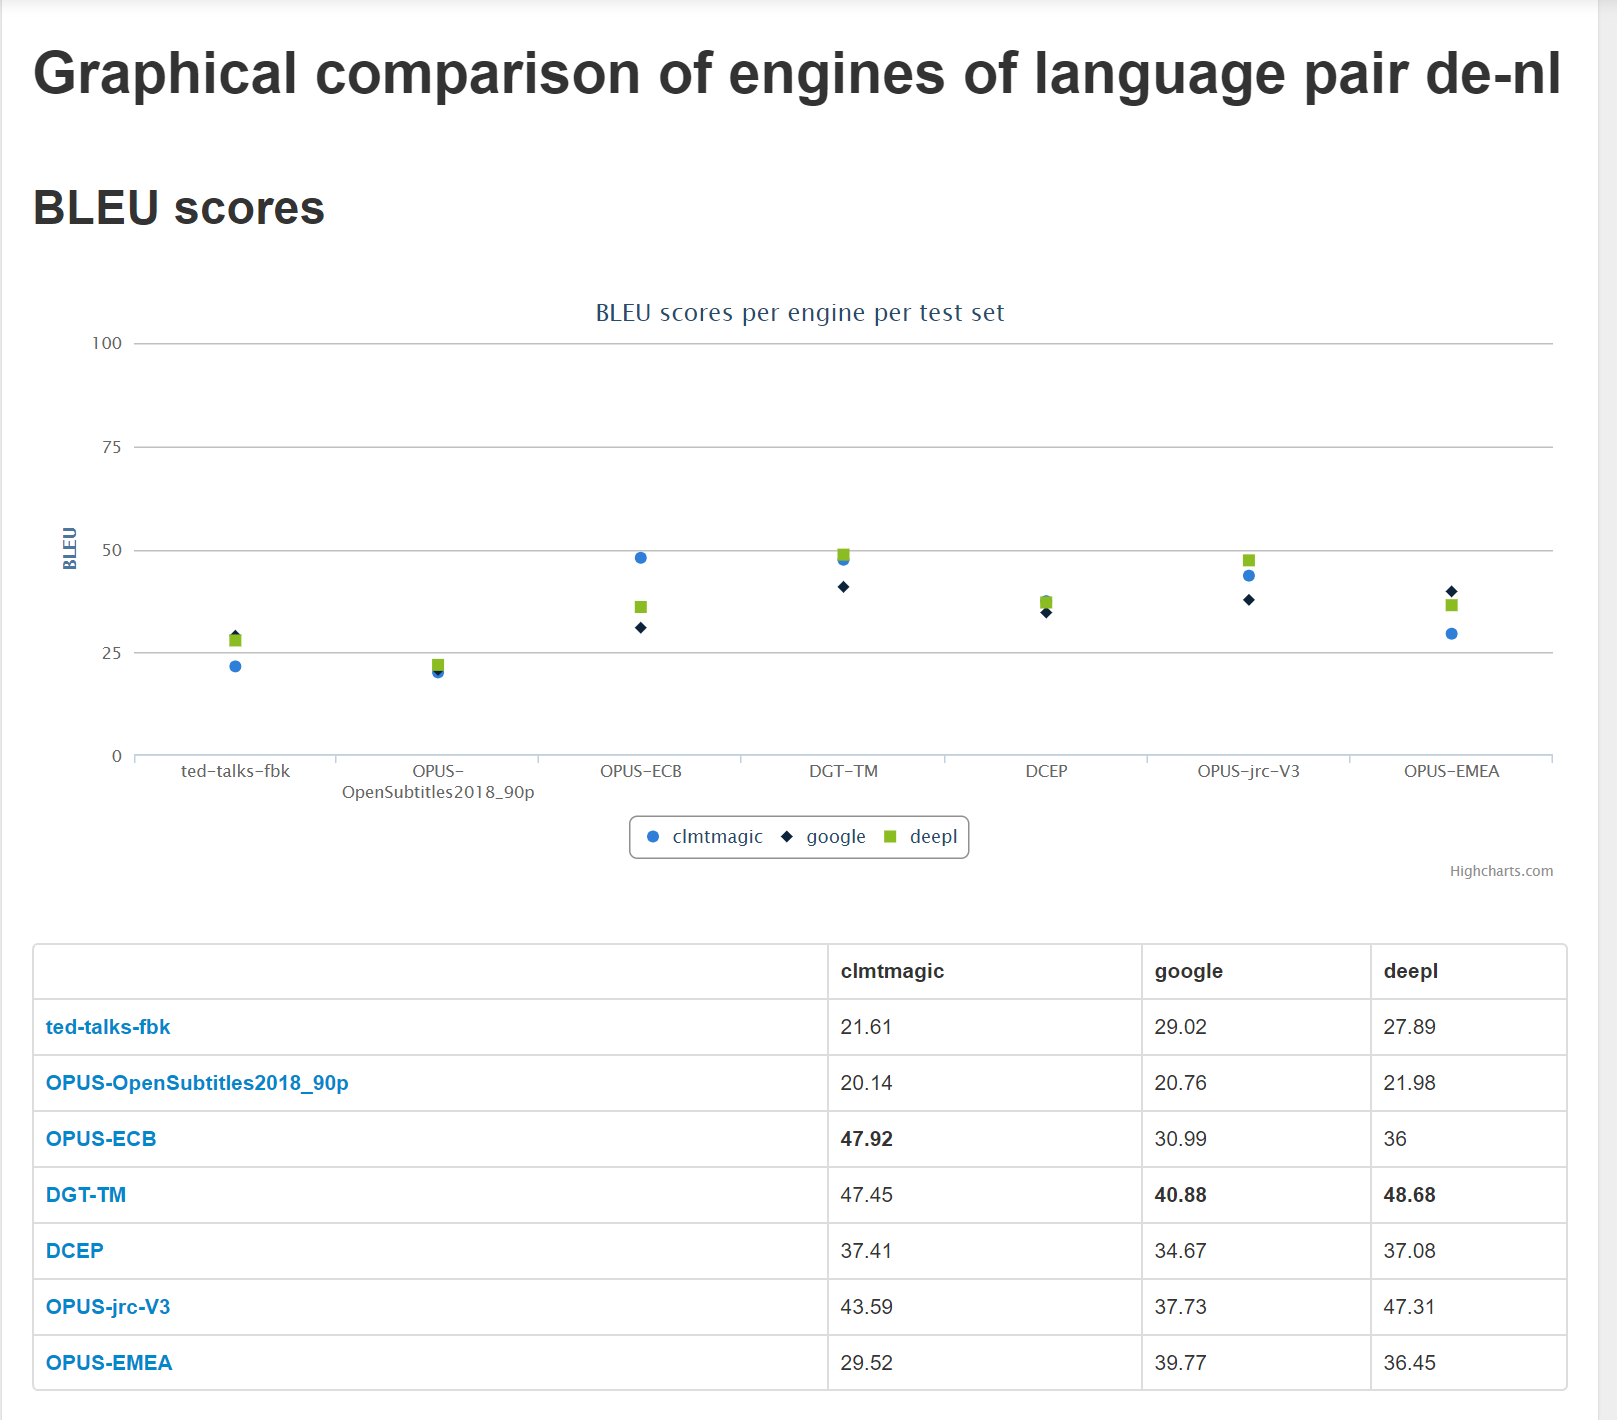 Graphical comparison of engines of language pair de-nl
BLEU scores
BLEU scores per engine per test set
100
75
50
25
0
BLEU
ted-talks-fbk
OPUS-
OpenSubtitles2018_90p
OPUS-ECB
DGT-TM
DCEP
OPUS-jrc-V3
OPUS-EMEA
clmtmagic google deepl
Highcharts.com
clmtmagic google deepl
ted-talks-fbk 21.61 29.02 27.89
OPUS-OpenSubtitles2018_90p 20.14 20.76 21.98
OPUS-ECB 47.92 30.99 36
DGT-TM 47.45 40.88 48.68
DCEP 37.41 34.67 37.08
OPUS-jrc-V3 43.59 37.73 47.31
OPUS-EMEA 29.52 39.77 36.45